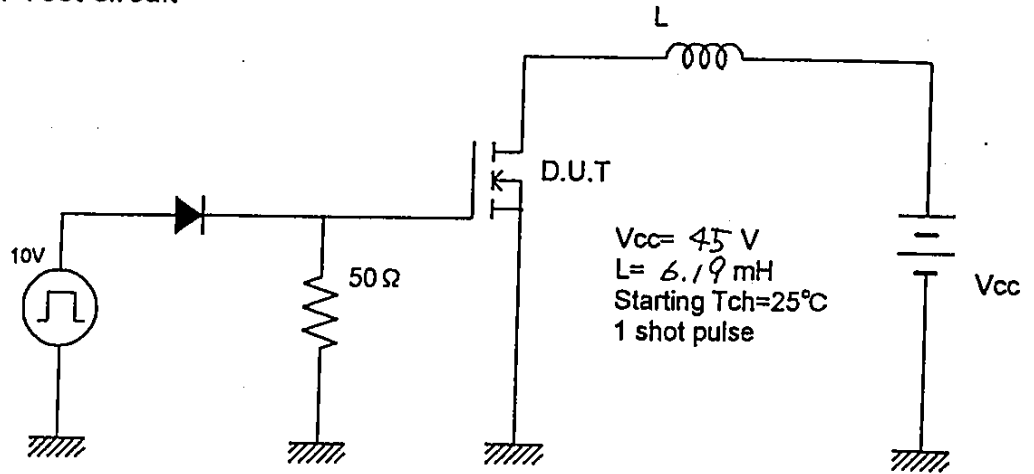 Test circuit
L
D.U.T
10V
50Ω
Vcc= 45 V
L= 6.19 mH
Starting Tch=25°C
1 shot pulse
Vcc